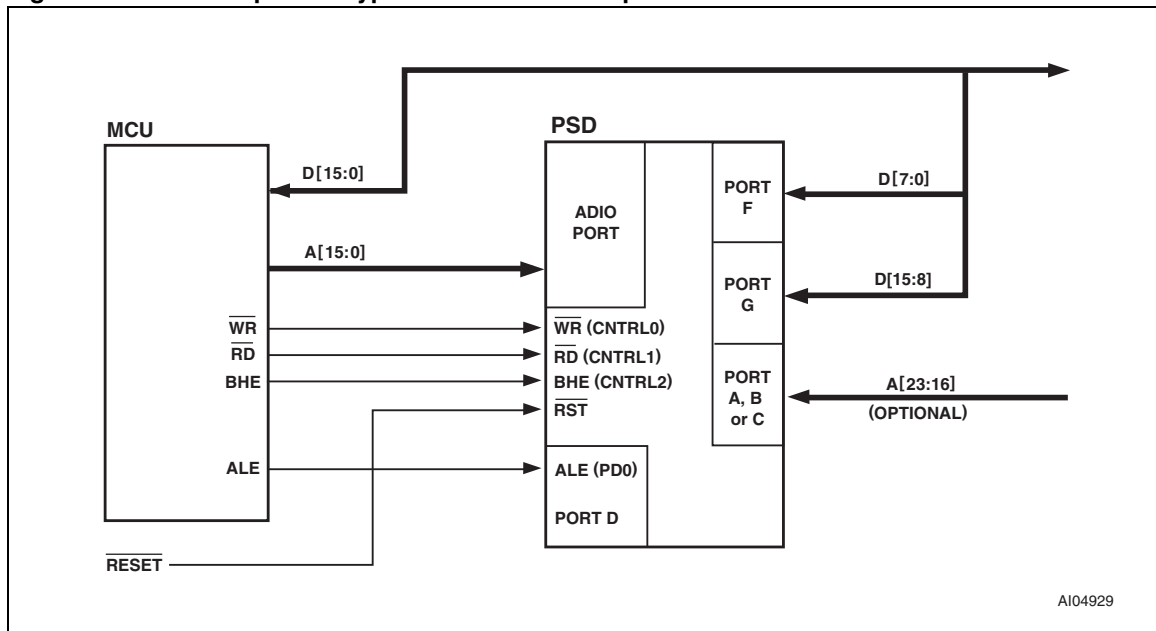 MCU
PSD
D[15:0]
A[15:0]
WR
RD
BHE
ALE
RESET
ADIO
PORT
WR (CNTRL0)
RD (CNTRL1)
BHE (CNTRL2)
RST
ALE (PD0)
PORT D
PORT
F
PORT
G
PORT
A, B
or C
D[7:0]
D[15:8]
A[23:16]
(OPTIONAL)
AI04929